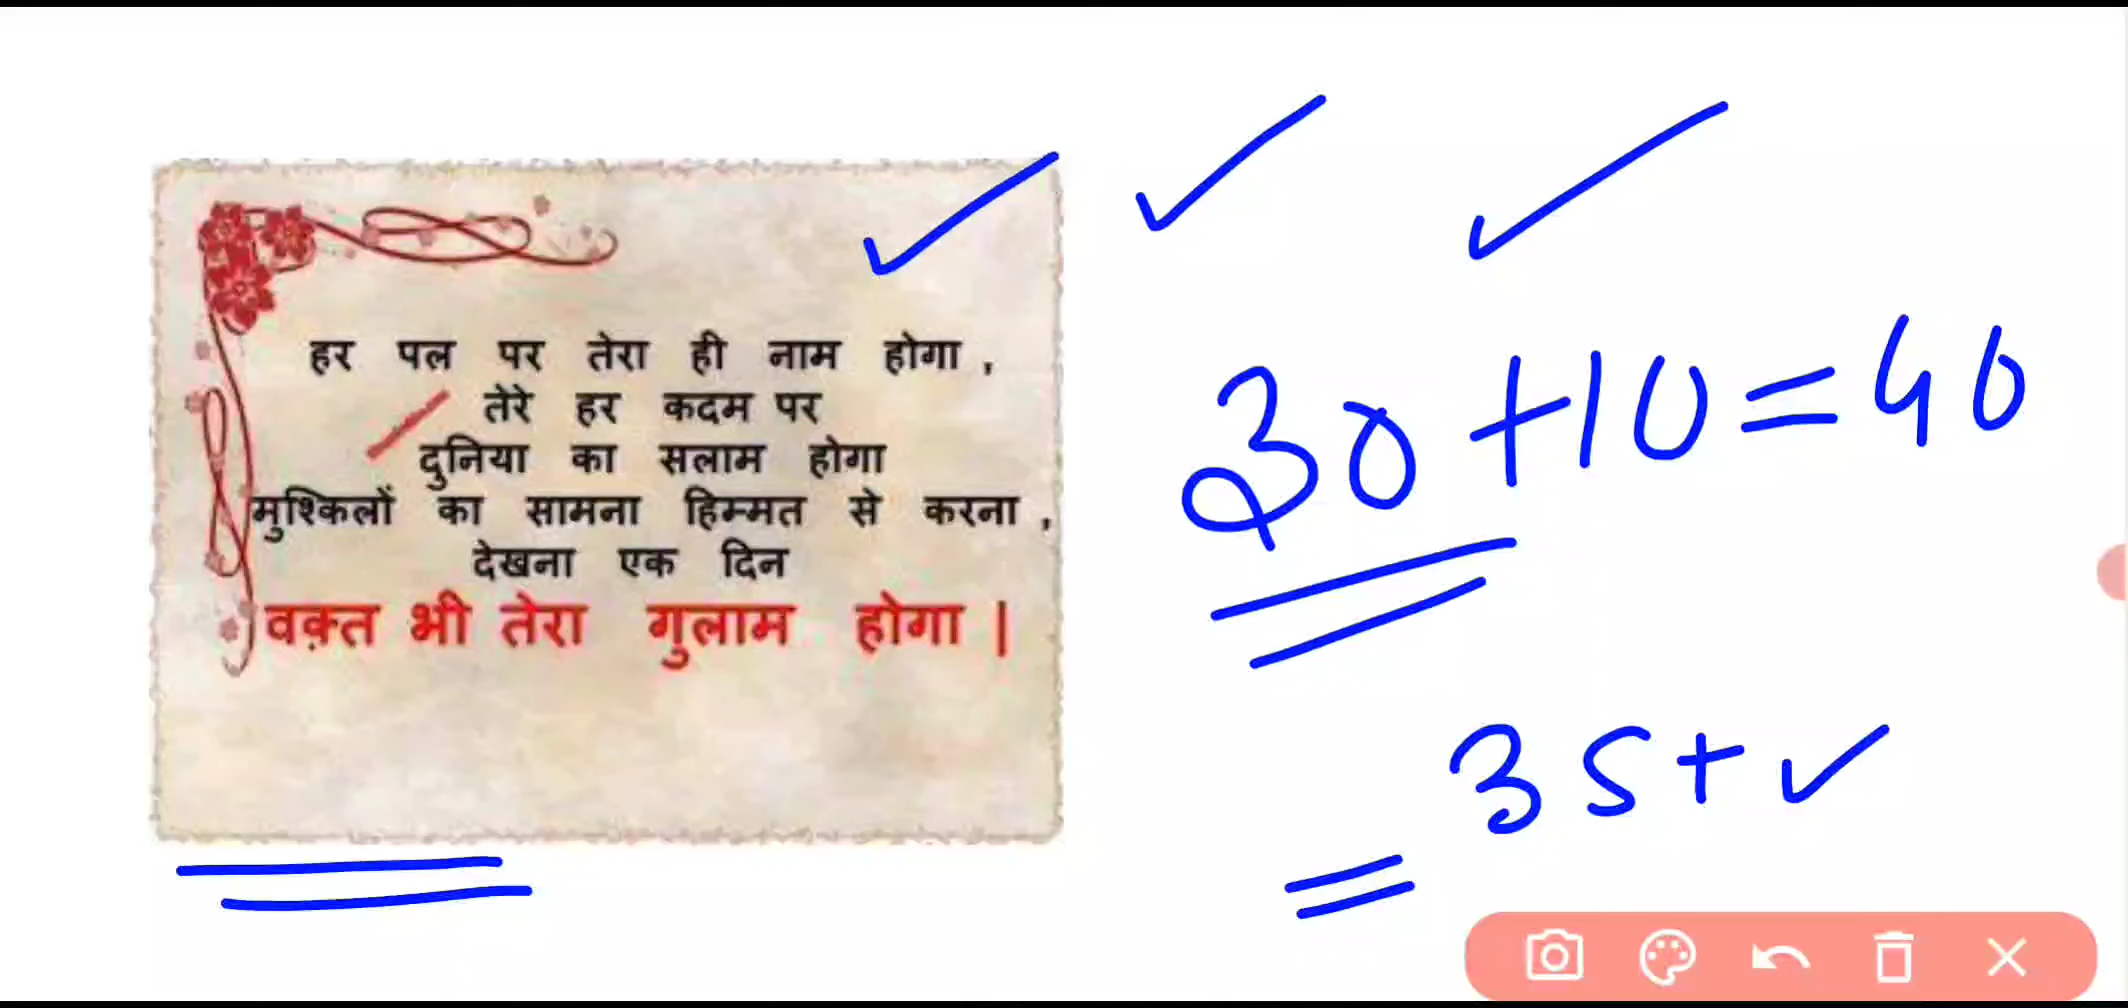 हर पल पर तेरा ही नाम होगा ,
तेरे हर कदम पर
दुनिया का सलाम होगा
मुश्किलों का सामना हिम्मत से करना ,
देखना एक दिन
वक़्त भी तेरा गुलाम होगा |
30+10=40
35+